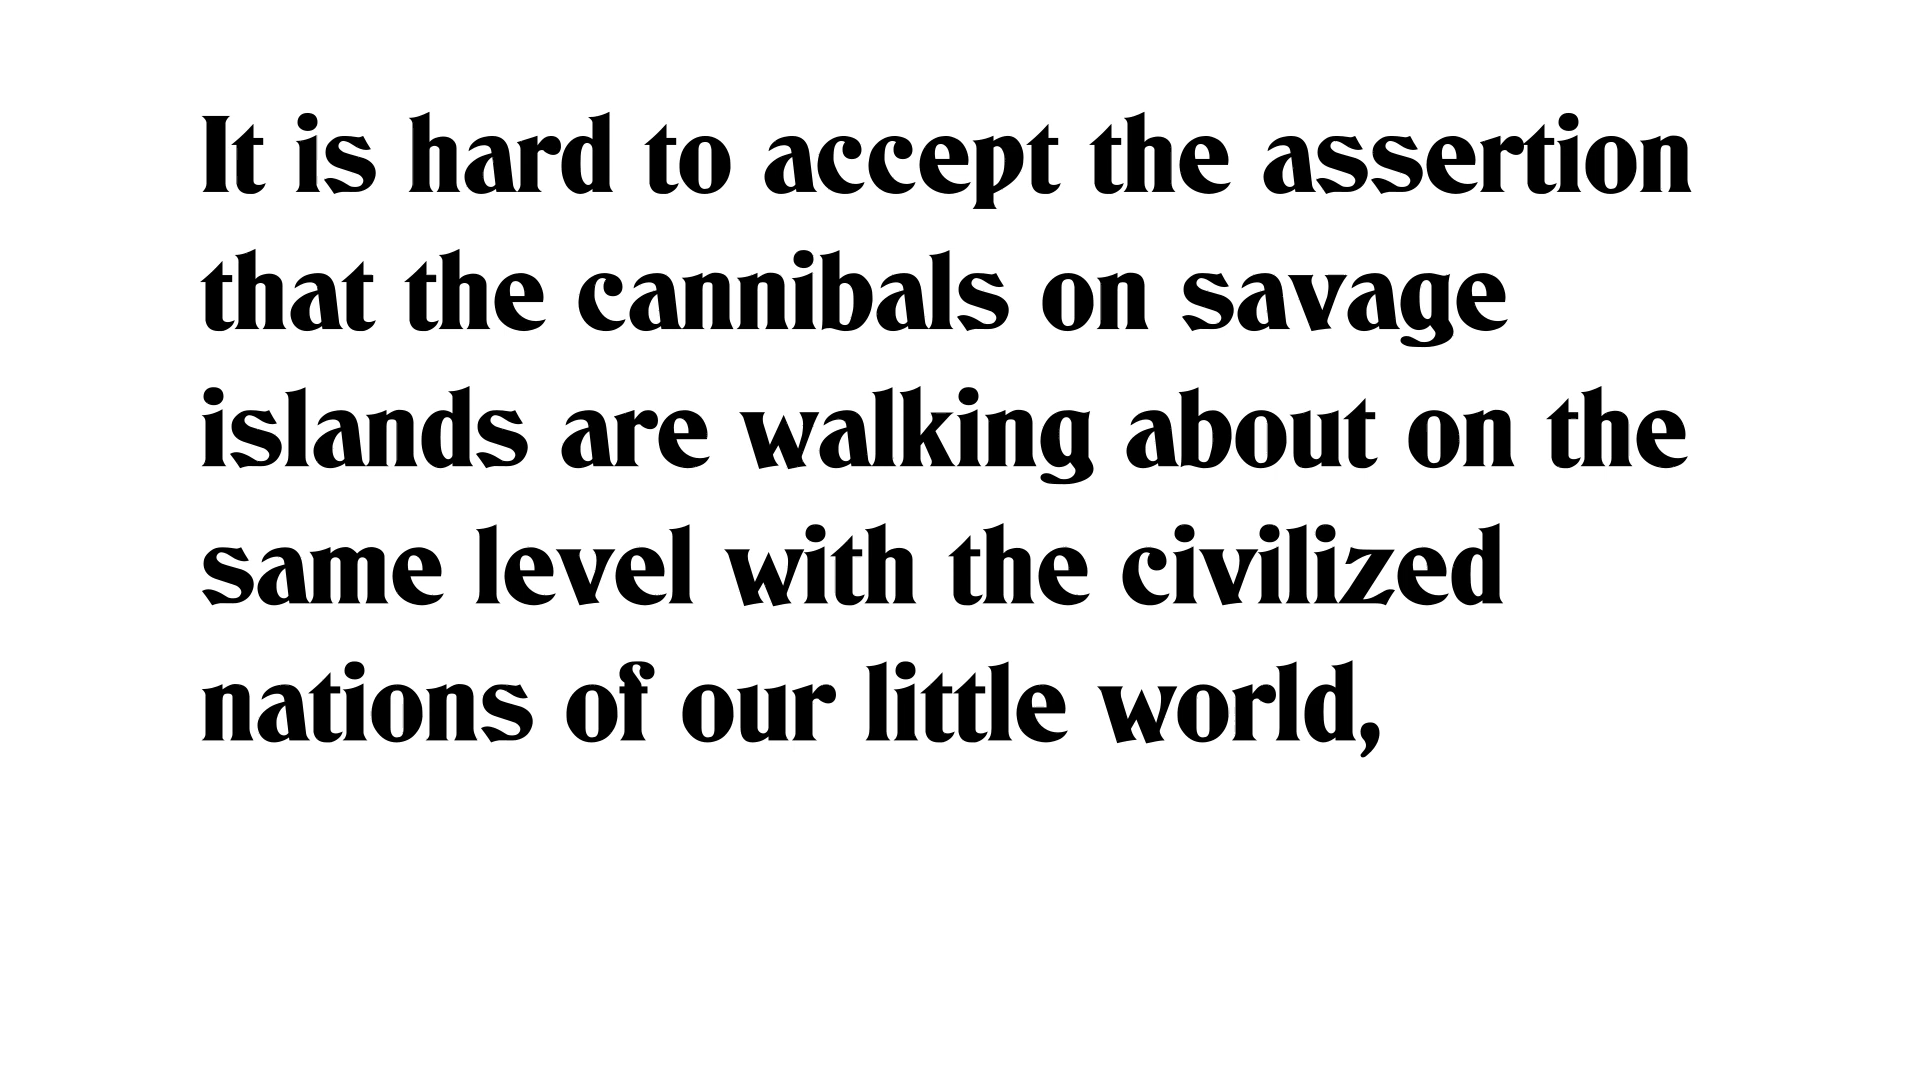 It is hard to accept the assertion
that the cannibals on savage
islands are walking about on the
same level with the civilized
nations of our little world,